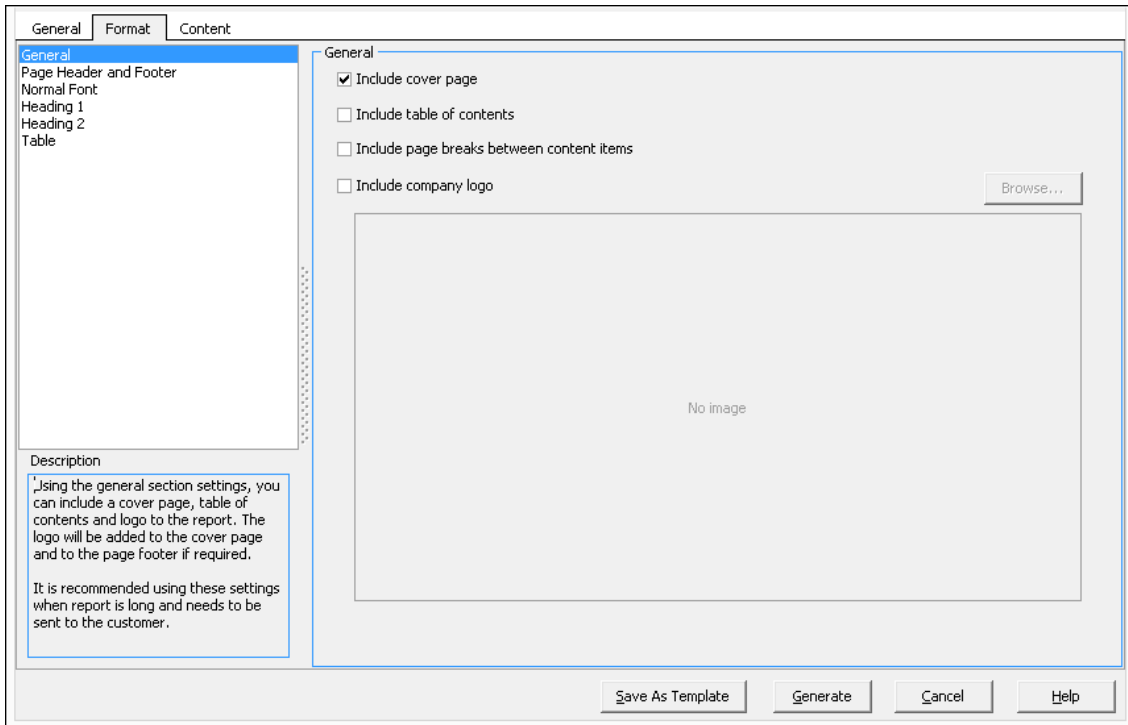 General Format Content
General
Page Header and Footer
Normal Font
Heading 1
Heading 2
Table
Description
Using the general section settings, you
can include a cover page, table of
contents and logo to the report. The
logo will be added to the cover page
and to the page footer if required.
It is recommended using these settings
when report is long and needs to be
sent to the customer.
General
Include cover page
Include table of contents
Include page breaks between content items
Include company logo
Browse...
No image
Save As Template Generate Cancel Help